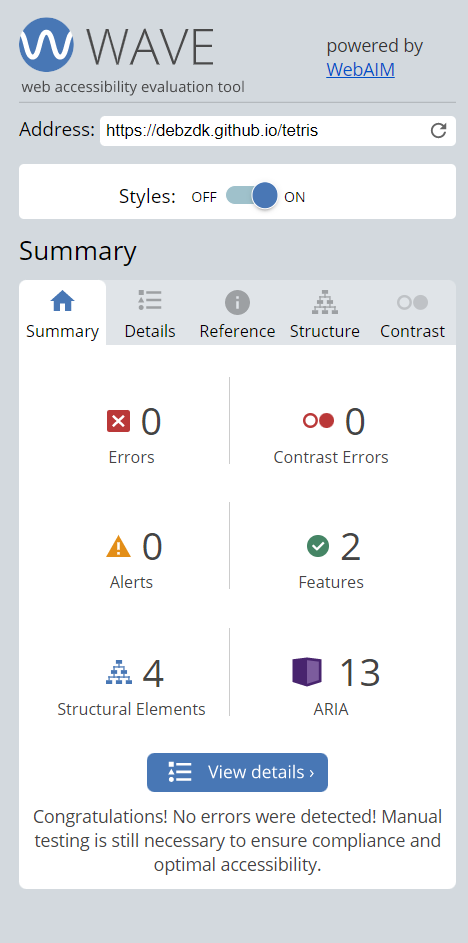 WAVE
web accessibility evaluation tool
powered by
WebAIM
Address: https://debzdk.github.io/tetris
Styles: OFF ON
Summary
Summary Details Reference Structure Contrast
0 0
Errors Contrast Errors
0 2
Alerts Features
4 13
Structural Elements ARIA
View details ›
Congratulations! No errors were detected! Manual
testing is still necessary to ensure compliance and
optimal accessibility.